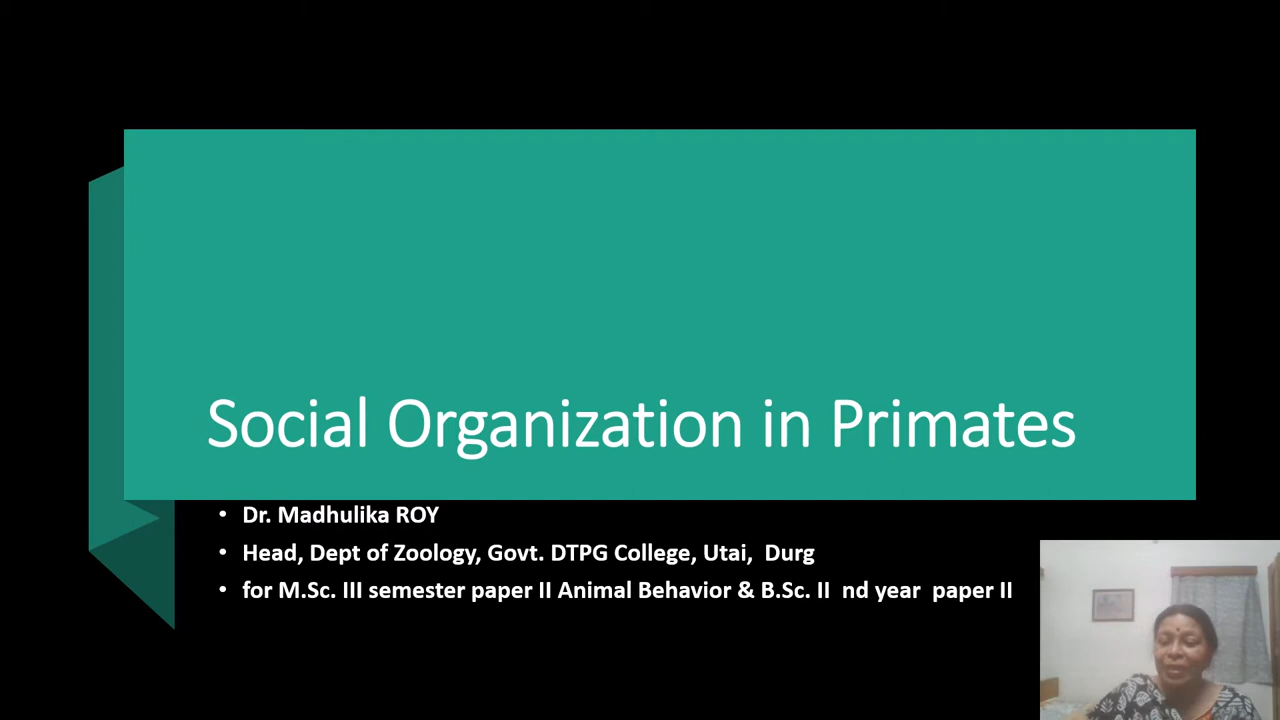 Social Organization in Primates
• Dr. Madhulika ROY
• Head, Dept of Zoology, Govt. DTPG College, Utai, Durg
• for M.Sc. III semester paper II Animal Behavior & B.Sc. II nd year paper II